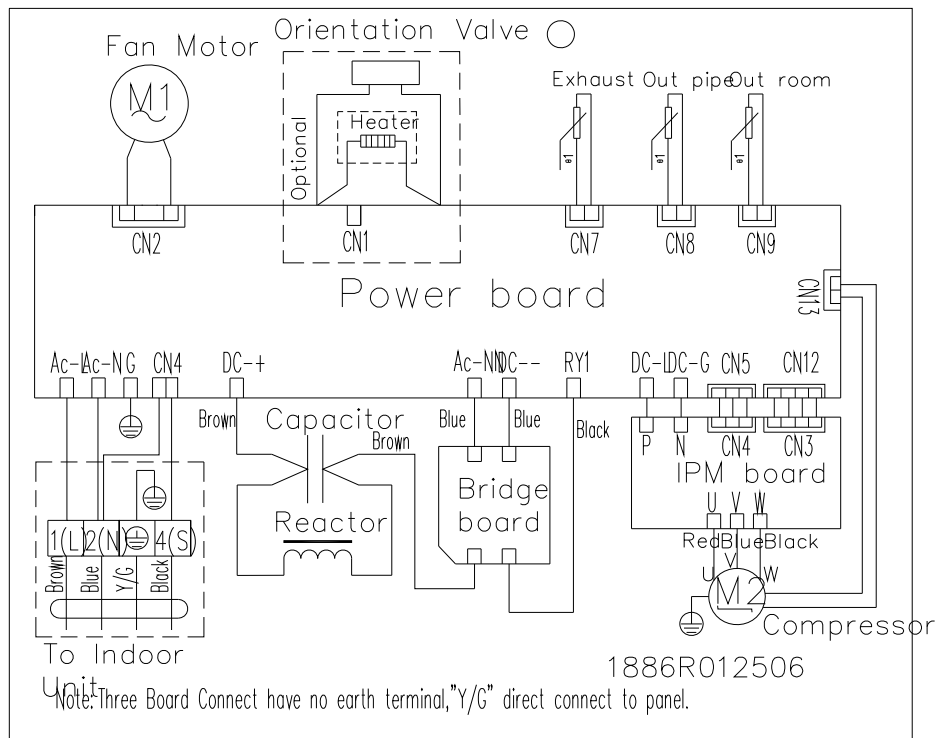 Orientation Valve
Fan Motor
M1
Optional
Heater
Exhaust
Out pipe
Out room
CN2
CN1
CN7
CN8
CN9
CN13
Power board
Ac-L
Ac-N
G
CN4
DC-+
Ac-NN
DC--
RY1
DC-L
DC-G
CN5
CN12
Brown
Capacitor
Brown
Blue
Blue
Black
P
N
CN4
CN3
IPM board
Bridge
board
Reactor
U
V
W
Red
Blue
Black
1(L)
2(N)
4(S)
Brown
Blue
Y/G
Black
U
V
W
M2
Compressor
To Indoor
Unit
1886R012506
Note: Three Board Connect have no earth terminal,"Y/G" direct connect to panel.